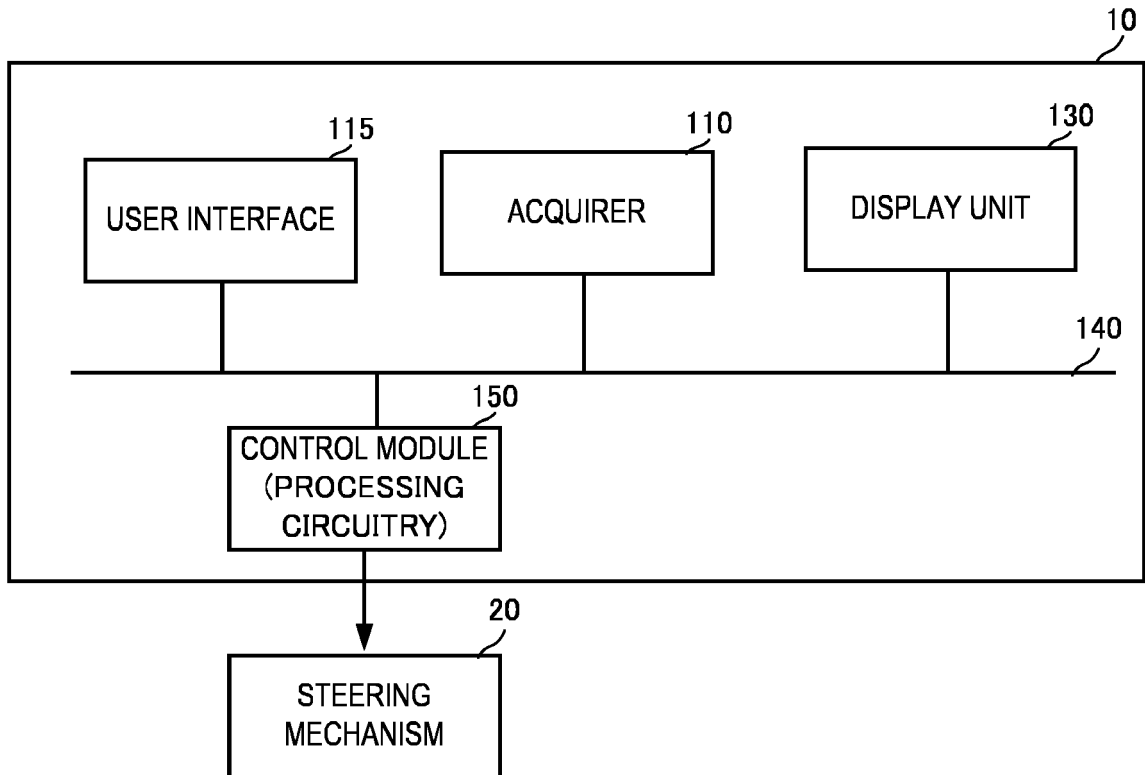 10
115
110
130
USER INTERFACE
ACQUIRER
DISPLAY UNIT
140
150
CONTROL MODULE
(PROCESSING
CIRCUITRY)
20
STEERING
MECHANISM